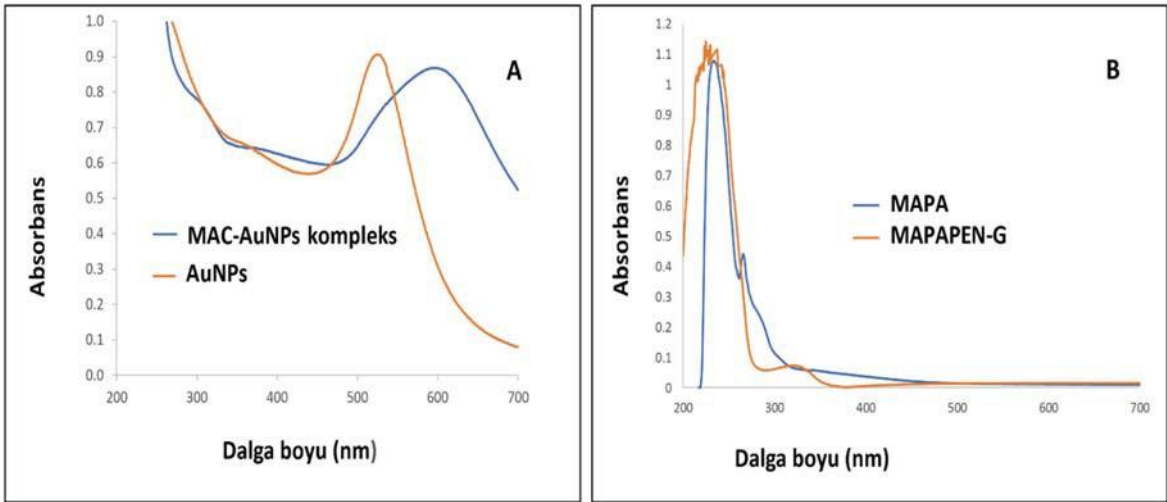 A
Absorbans
1.0
0.9
0.8
0.7
0.6
0.5
0.4
0.3
0.2
0.1
0.0
200 300 400 500 600 700
MAC-AuNPs kompleks
AuNPs
Dalga boyu (nm)
B
Absorbans
1.2
1.1
1
0.9
0.8
0.7
0.6
0.5
0.4
0.3
0.2
0.1
0
200 300 400 500 600 700
MAPA
MAPAPEN-G
Dalga boyu (nm)